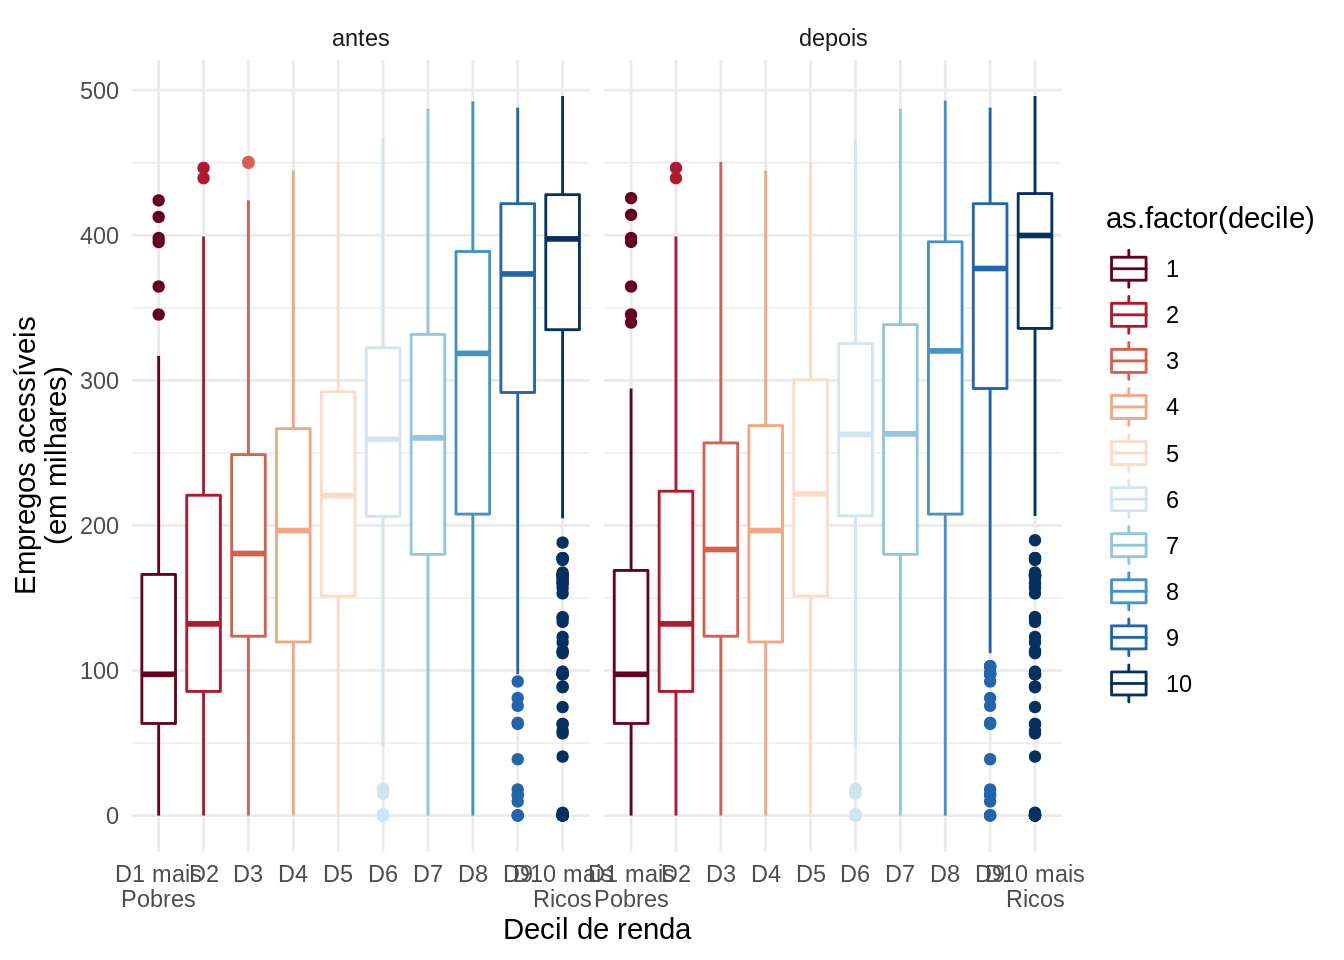 antes
depois
500
400
300
200
100
0
Empregos acessíveis
(em milhares)
D1 mais
Pobres
D2
D3
D4
D5
D6
D7
D8
D9
D10 mais
Ricos
D1 mais
Pobres
D2
D3
D4
D5
D6
D7
D8
D9
D10 mais
Ricos
Decil de renda
as.factor(decile)
1
2
3
4
5
6
7
8
9
10